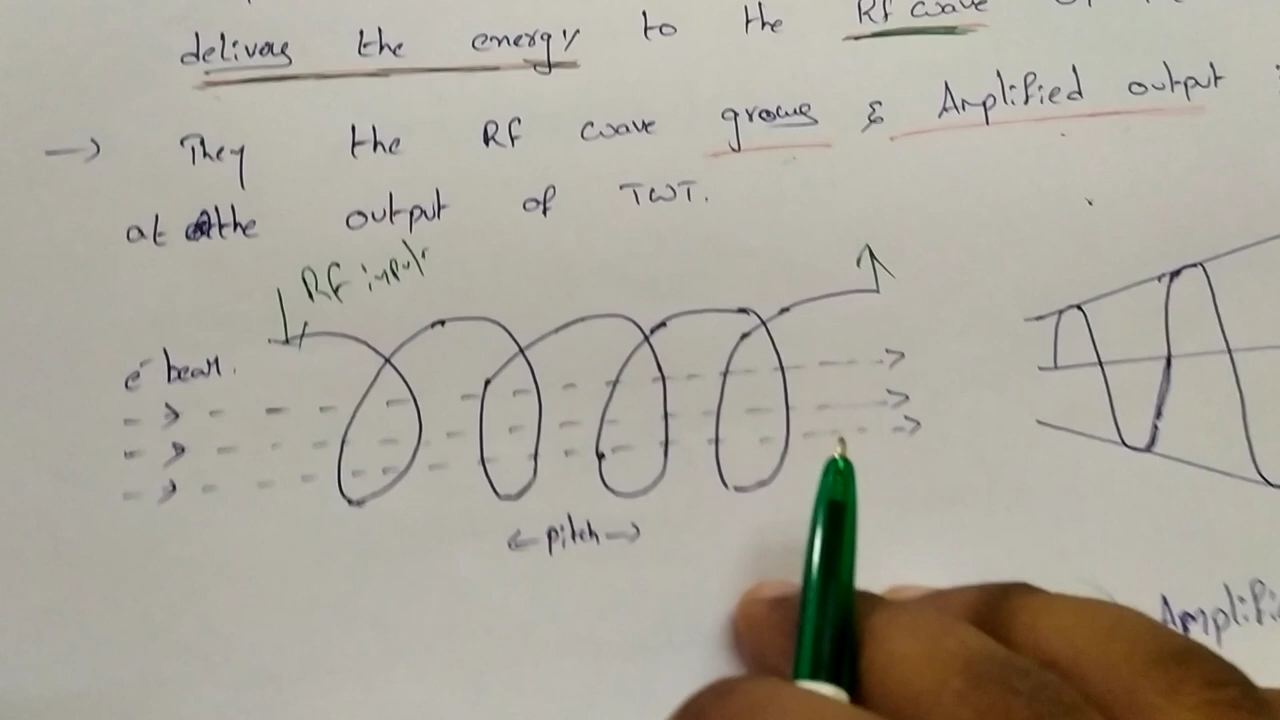 delivers the energy to the Rf wave
→ They the RF wave grows & Amplified output
at the output of TWT.
RF input
e⁻ beam.
<- pitch ->